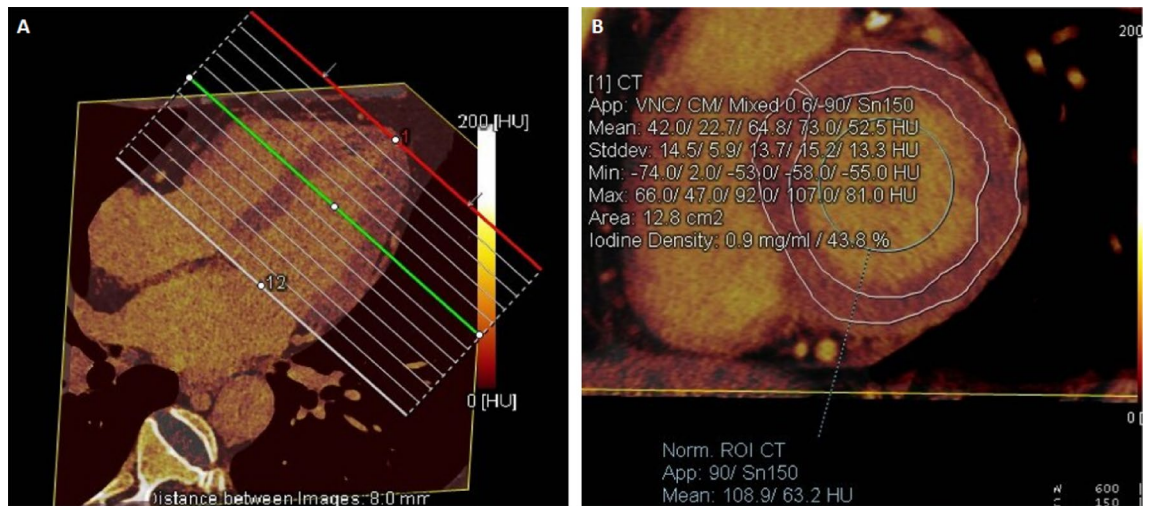 A
200 [HU]
1
12
0 [HU]
Distance between Images: 8.0 mm
B
200
[1] CT
App: VNC/ CM/ Mixed 0.6/-90/ Sn150
Mean: 42.0/ 22.7/ 64.8/ 73.0/ 52.5 HU
Stddev: 14.5/ 5.9/ 13.7/ 15.2/ 13.3 HU
Min: -74.0/ 2.0/ -53.0/ -58.0/ -55.0 HU
Max: 66.0/ 47.0/ 92.0/ 107.0/ 81.0 HU
Area: 12.8 cm2
Iodine Density: 0.9 mg/ml / 43.8 %
0 [
Norm. ROI CT
App: 90/ Sn150
Mean: 108.9/ 63.2 HU
W 600
C 150